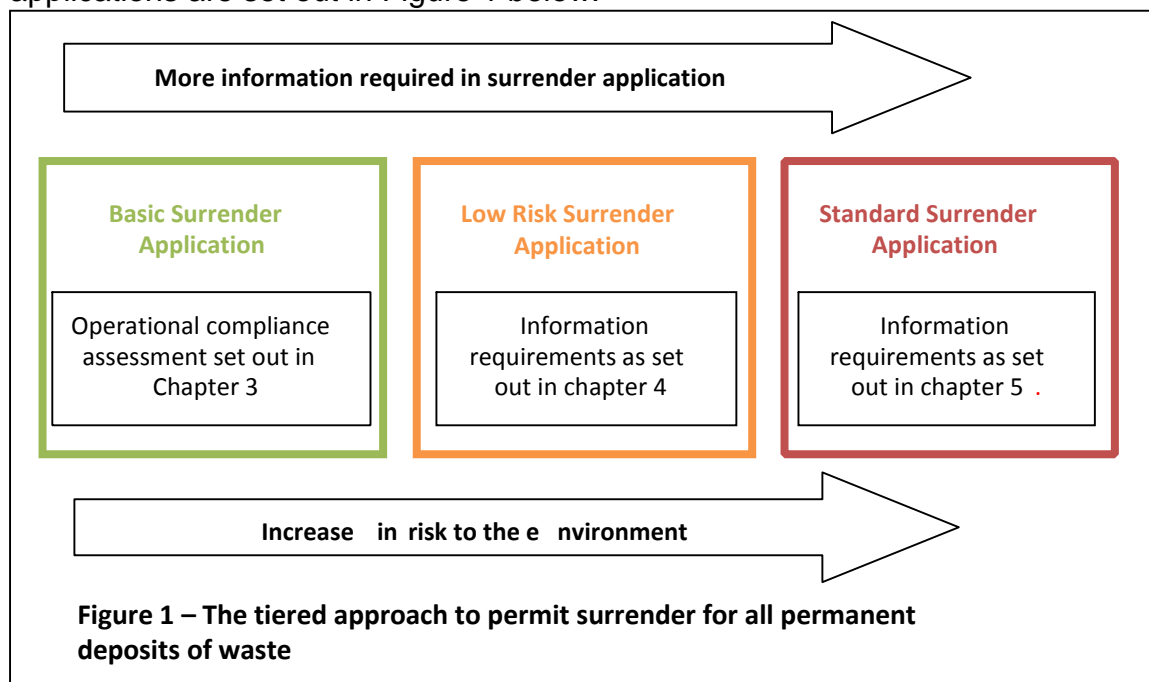 applications are set out in Figure 1 below.
More information required in surrender application
Basic Surrender
Application
Operational compliance
assessment set out in
Chapter 3
Low Risk Surrender
Application
Information
requirements as set
out in chapter 4
Standard Surrender
Application
Information
requirements as set
out in chapter 5 .
Increase in risk to the e nvironment
Figure 1 – The tiered approach to permit surrender for all permanent
deposits of waste